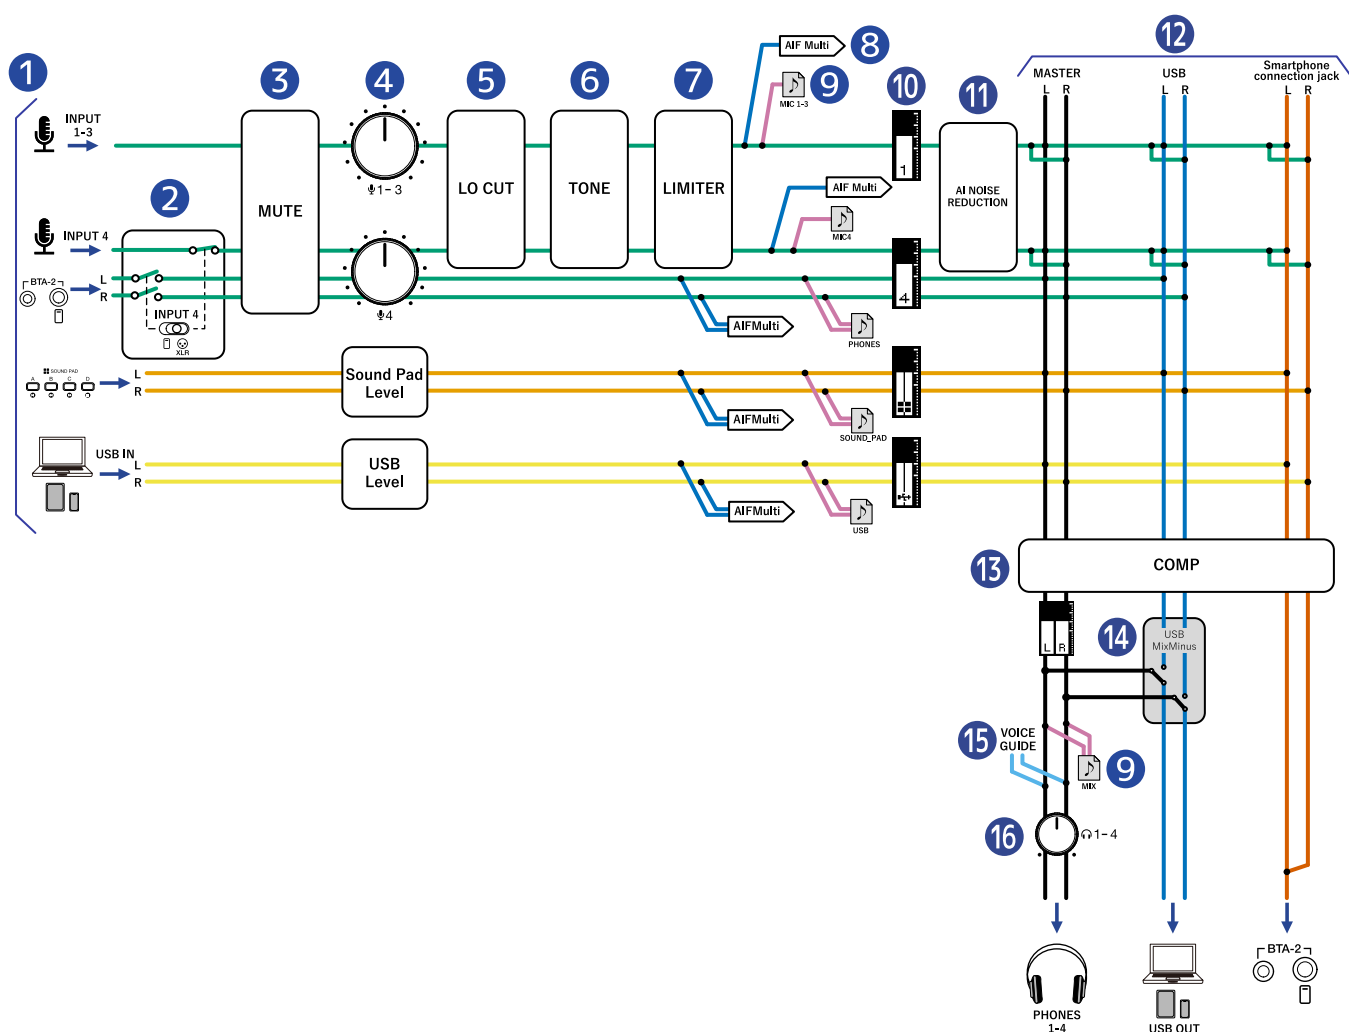 1
2
3
4
5
6
7
8
9
10
11
12
INPUT
1-3
INPUT 4
BTA-2
L
R
INPUT 4
XLR
MUTE
1-3
4
LO CUT
TONE
LIMITER
AIF Multi
MIC 1-3
AIF Multi
MIC4
1
4
AI NOISE
REDUCTION
AIFMulti
PHONES
MASTER
L R
USB
L R
Smartphone
connection jack
L R
SOUND PAD
A B C D
L
R
Sound Pad
Level
AIFMulti
SOUND_PAD
USB IN
L
R
USB
Level
AIFMulti
USB
13
COMP
L R
14
USB
MixMinus
15
VOICE
GUIDE
9
MIX
16
1-4
PHONES
1-4
USB OUT
BTA-2